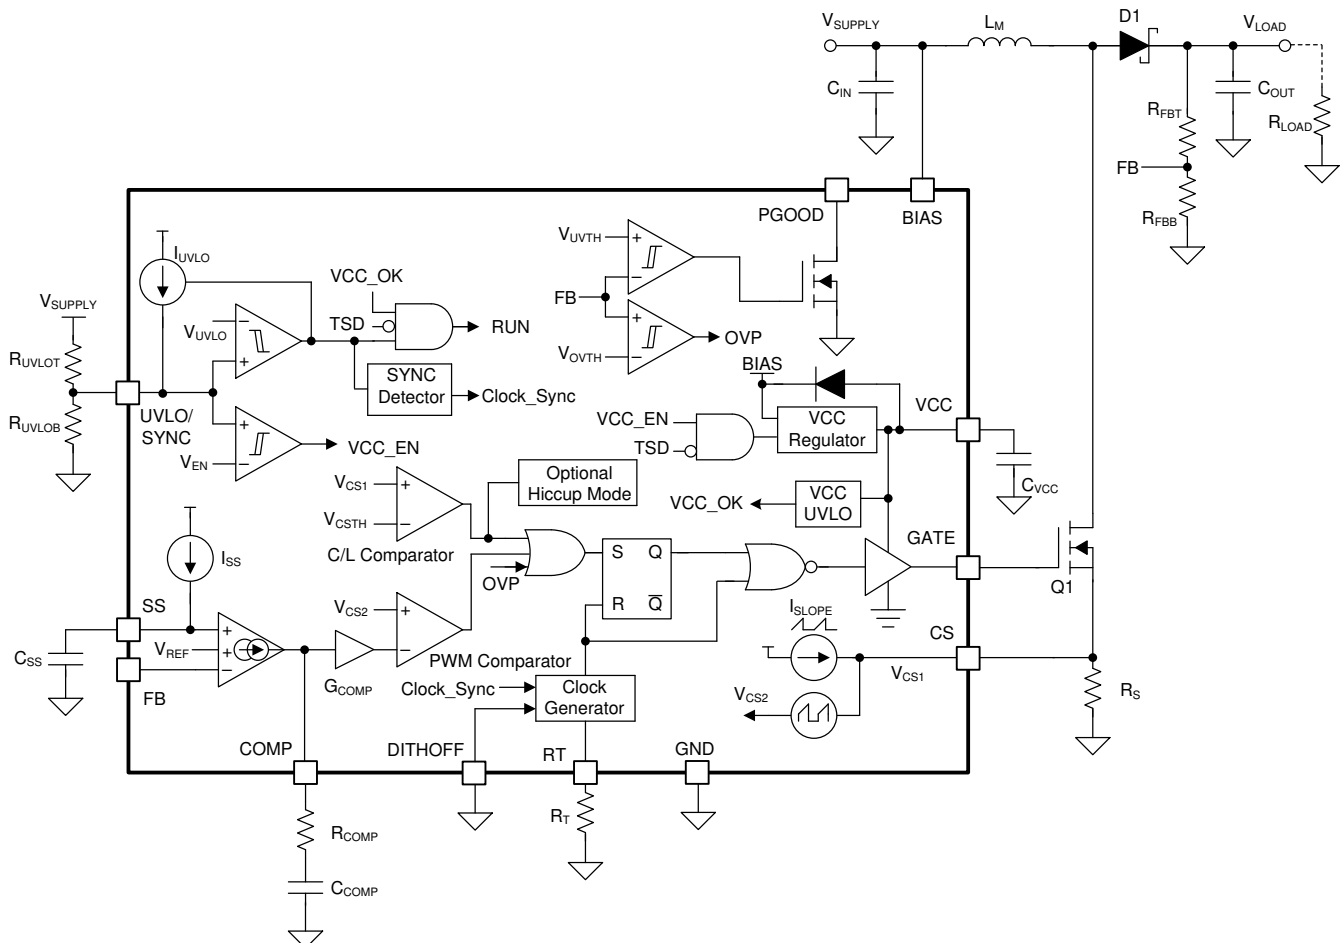 VSUPPLY
LM
D1
VLOAD
CIN
COUT
RFBT
RLOAD
FB
RFBB
PGOOD
BIAS
IUVLO
VUVTH
VCC_OK
FB
VSUPPLY
VUVLO
TSD
RUN
OVP
VOVTH
RUVLOT
SYNC
Detector
Clock_Sync
BIAS
UVLO/
SYNC
VCC
VCC_EN
VCC
Regulator
RUVLOB
TSD
VEN
VCC_EN
Optional
Hiccup Mode
VCS1
VCSTH
VCC_OK
VCC
UVLO
CVCC
C/L Comparator
GATE
S
Q
ISS
OVP
Q1
SS
VCS2
R
Q
ISLOPE
CS
VREF
CSS
PWM Comparator
VCS1
FB
GCOMP
Clock_Sync
Clock
Generator
VCS2
RS
COMP
DITHOFF
RT
GND
RT
RCOMP
CCOMP